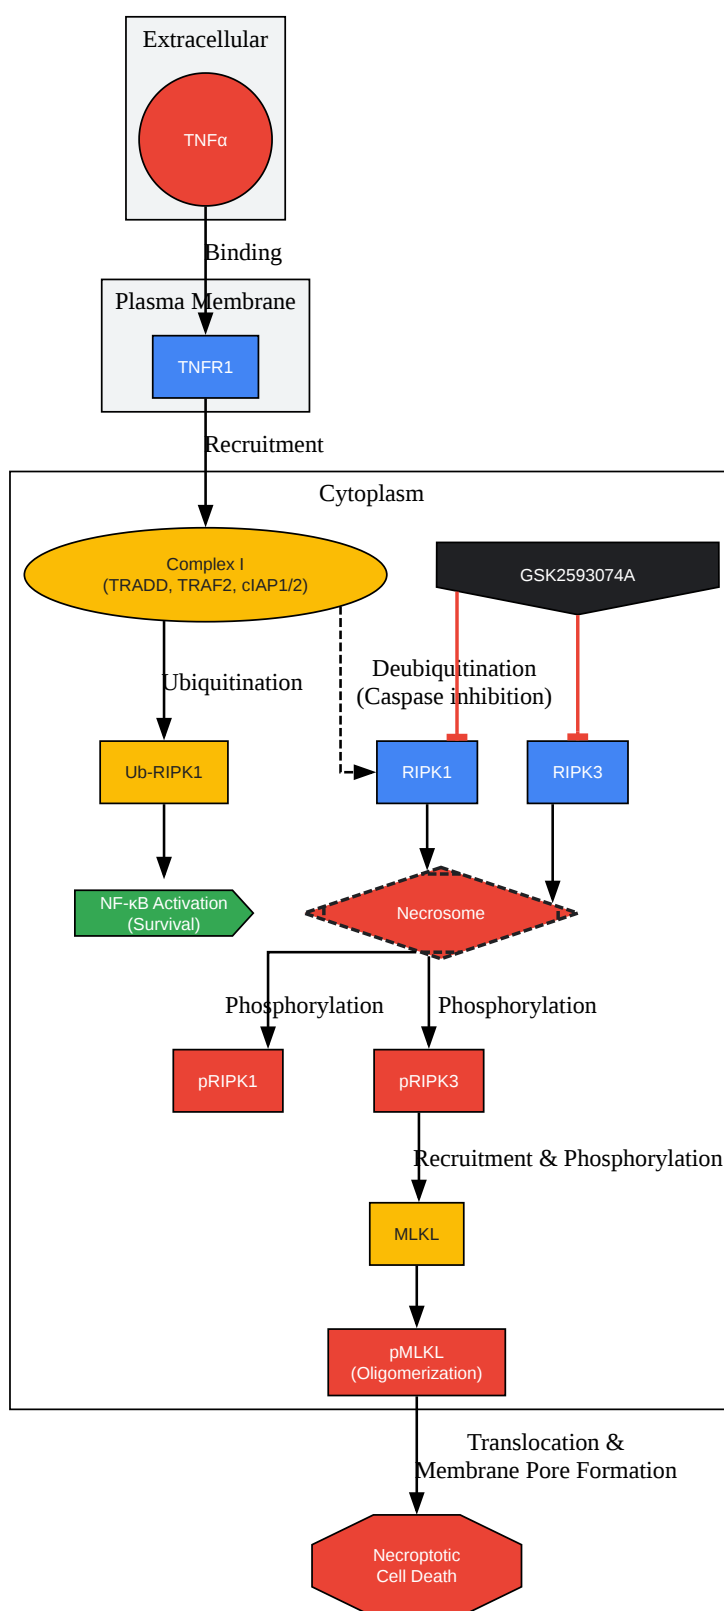 Extracellular
TNFα
Binding
Plasma Membrane
TNFR1
Recruitment
Cytoplasm
Complex I
(TRADD, TRAF2, cIAP1/2)
GSK2593074A
Ubiquitination
Deubiquitination
(Caspase inhibition)
Ub-RIPK1
RIPK1
RIPK3
NF-κB Activation
(Survival)
Necrosome
Phosphorylation
Phosphorylation
pRIPK1
pRIPK3
Recruitment & Phosphorylation
MLKL
pMLKL
(Oligomerization)
Translocation &
Membrane Pore Formation
Necroptotic
Cell Death